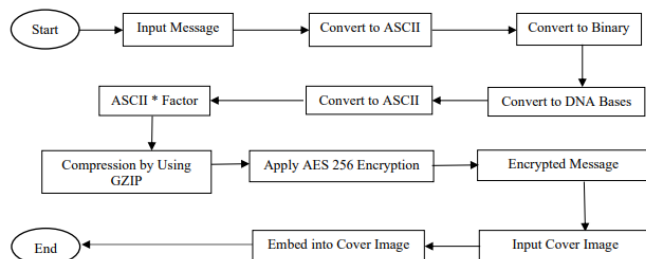 Start
Input Message
Convert to ASCII
Convert to Binary
ASCII * Factor
Convert to ASCII
Convert to DNA Bases
Compression by Using
GZIP
Apply AES 256 Encryption
Encrypted Message
End
Embed into Cover Image
Input Cover Image